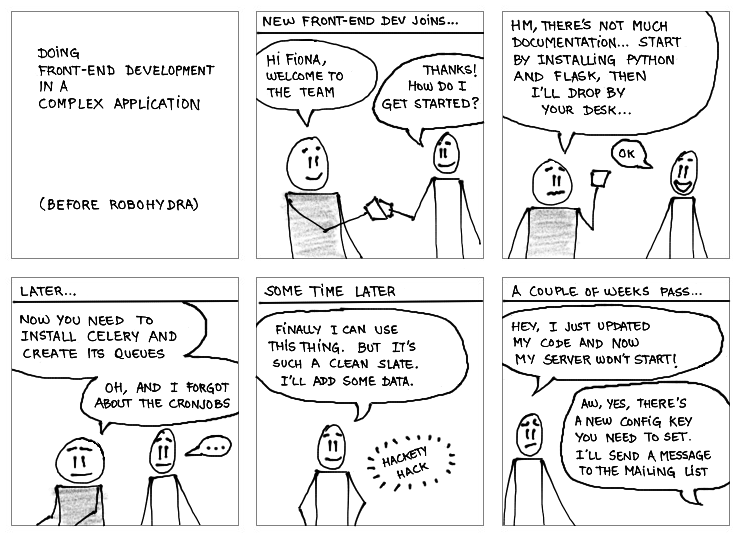 DOING
FRONT-END DEVELOPMENT
IN A
COMPLEX APPLICATION
(BEFORE ROBOHYDRA)
NEW FRONT-END DEV JOINS...
HI FIONA,
WELCOME TO
THE TEAM
THANKS!
HOW DO I
GET STARTED?
HM, THERE'S NOT MUCH
DOCUMENTATION... START
BY INSTALLING PYTHON
AND FLASK, THEN
I'LL DROP BY
YOUR DESK...
OK
LATER...
NOW YOU NEED TO
INSTALL CELERY AND
CREATE ITS QUEUES
OH, AND I FORGOT
ABOUT THE CRONJOBS
...
SOME TIME LATER
FINALLY I CAN USE
THIS THING. BUT IT'S
SUCH A CLEAN SLATE.
I'LL ADD SOME DATA.
HACKETY
HACK
A COUPLE OF WEEKS PASS...
HEY, I JUST UPDATED
MY CODE AND NOW
MY SERVER WON'T START!
AW, YES, THERE'S
A NEW CONFIG KEY
YOU NEED TO SET.
I'LL SEND A MESSAGE
TO THE MAILING LIST